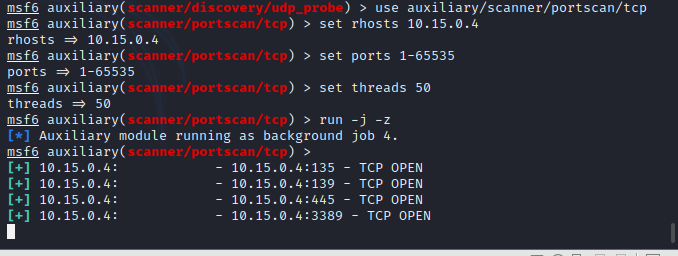 msf6 auxiliary(scanner/discovery/udp_probe) > use auxiliary/scanner/portscan/tcp
msf6 auxiliary(scanner/portscan/tcp) > set rhosts 10.15.0.4
rhosts ⇒ 10.15.0.4
msf6 auxiliary(scanner/portscan/tcp) > set ports 1-65535
ports ⇒ 1-65535
msf6 auxiliary(scanner/portscan/tcp) > set threads 50
threads ⇒ 50
msf6 auxiliary(scanner/portscan/tcp) > run -j -z
[*] Auxiliary module running as background job 4.
msf6 auxiliary(scanner/portscan/tcp) >
[+] 10.15.0.4:            - 10.15.0.4:135 - TCP OPEN
[+] 10.15.0.4:            - 10.15.0.4:139 - TCP OPEN
[+] 10.15.0.4:            - 10.15.0.4:445 - TCP OPEN
[+] 10.15.0.4:            - 10.15.0.4:3389 - TCP OPEN